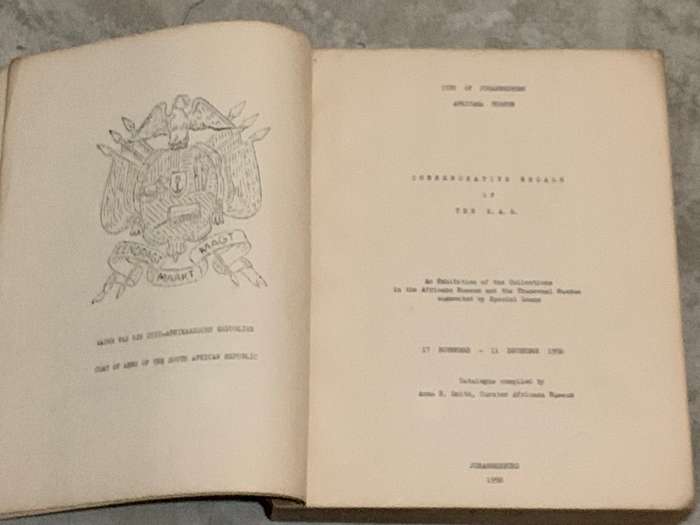 EENDRAGT
MAAKT
MAGT
WAPEN VAN DIE ZUID-AFRIKAANSCHE REPUBLIEK
COAT OF ARMS OF THE SOUTH AFRICAN REPUBLIC
CITY OF JOHANNESBURG
AFRICANA MUSEUM
COMMEMORATIVE MEDALS
OF
THE Z.A.R.
An Exhibition of the Collections
in the Africana Museum and the Transvaal Museum
augmented by Special Loans
17 NOVEMBER - 11 DECEMBER 1958
Catalogue compiled by
Anna H. Smith, Curator Africana Museum
JOHANNESBURG
1958